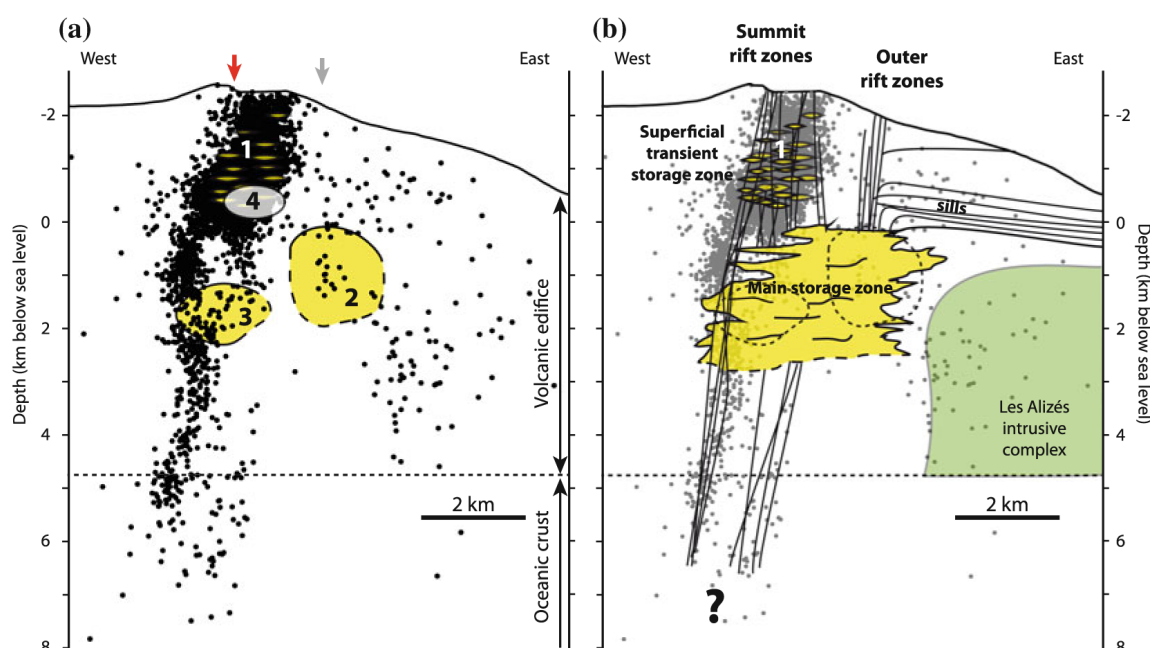 (a)
West
East
-2
0
2
4
6
8
Depth (km below sea level)
1
4
2
3
Volcanic edifice
Oceanic crust
2 km
(b)
West
Summit
rift zones
Outer
rift zones
East
Superficial
transient
storage zone
1
sills
Main storage zone
Les Alizés
intrusive
complex
2 km
?
-2
0
2
4
6
8
Depth (km below sea level)